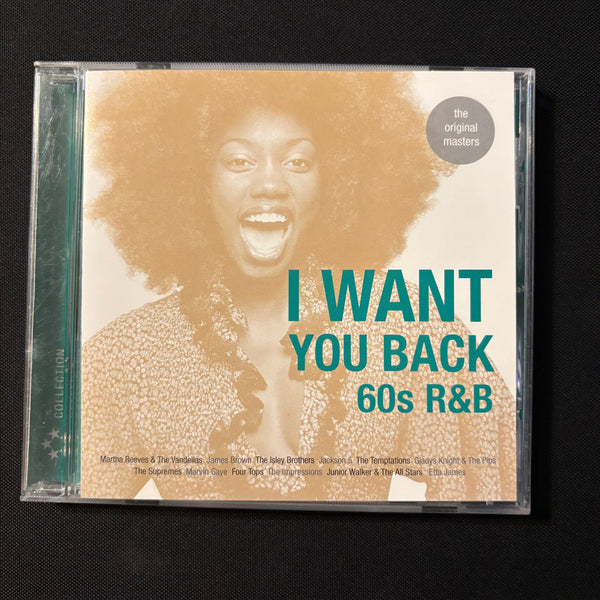 the
original
masters
I WANT
YOU BACK
60s R&B
Martha Reeves & The Vandellas James Brown The Isley Brothers Jackson 5 The Temptations Gladys Knight & The Pips
The Supremes Marvin Gaye Four Tops The Impressions Junior Walker & The All Stars Etta James
COLLECTION